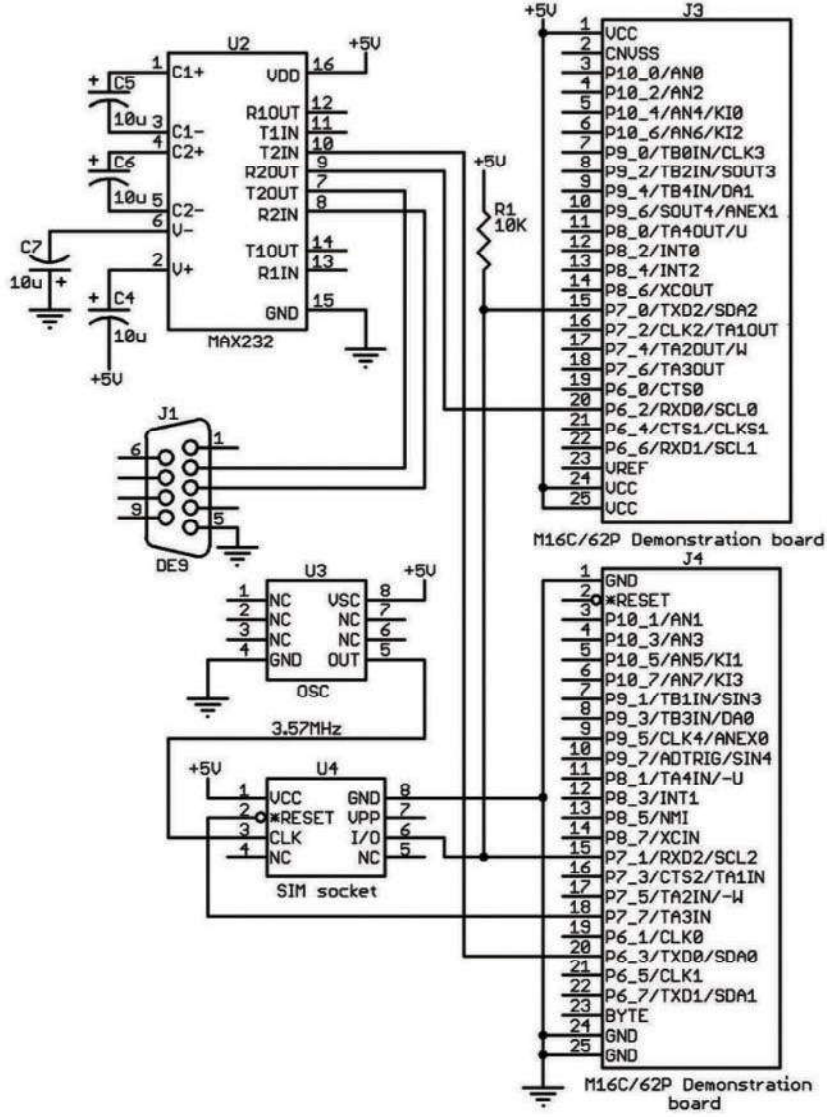 U2
+5V
1 C1+
VDD 16
+ C5
10u
R1OUT 12
3 C1-
T1IN 11
4 C2+
T2IN 10
+ C6
10u
R2OUT 9
T2OUT 7
5 C2-
R2IN 8
6 V-
C7
10u +
T1OUT 14
2 V+
R1IN 13
+ C4
10u
GND 15
MAX232
+5V
J1
1
6
9
5
DE9
+5V
R1
10K
+5V
J3
1 VCC
2 CNVSS
3 P10_0/AN0
4 P10_2/AN2
5 P10_4/AN4/KI0
6 P10_6/AN6/KI2
7 P9_0/TB0IN/CLK3
8 P9_2/TB2IN/SOUT3
9 P9_4/TB4IN/DA1
10 P9_6/SOUT4/ANEX1
11 P8_0/TA4OUT/U
12 P8_2/INT0
13 P8_4/INT2
14 P8_6/XCOUT
15 P7_0/TXD2/SDA2
16 P7_2/CLK2/TA1OUT
17 P7_4/TA2OUT/W
18 P7_6/TA3OUT
19 P6_0/CTS0
20 P6_2/RXD0/SCL0
21 P6_4/CTS1/CLKS1
22 P6_6/RXD1/SCL1
23 VREF
24 VCC
25 VCC
M16C/62P Demonstration board
U3
+5V
1 NC
VSC 8
2 NC
NC 7
3 NC
NC 6
4 GND
OUT 5
OSC
3.57MHz
+5V
U4
1 VCC
GND 8
2 *RESET
VPP 7
3 CLK
I/O 6
4 NC
NC 5
SIM socket
J4
1 GND
2 *RESET
3 P10_1/AN1
4 P10_3/AN3
5 P10_5/AN5/KI1
6 P10_7/AN7/KI3
7 P9_1/TB1IN/SIN3
8 P9_3/TB3IN/DA0
9 P9_5/CLK4/ANEX0
10 P9_7/ADTRIG/SIN4
11 P8_1/TA4IN/-U
12 P8_3/INT1
13 P8_5/NMI
14 P8_7/XCIN
15 P7_1/RXD2/SCL2
16 P7_3/CTS2/TA1IN
17 P7_5/TA2IN/-W
18 P7_7/TA3IN
19 P6_1/CLK0
20 P6_3/TXD0/SDA0
21 P6_5/CLK1
22 P6_7/TXD1/SDA1
23 BYTE
24 GND
25 GND
M16C/62P Demonstration
board